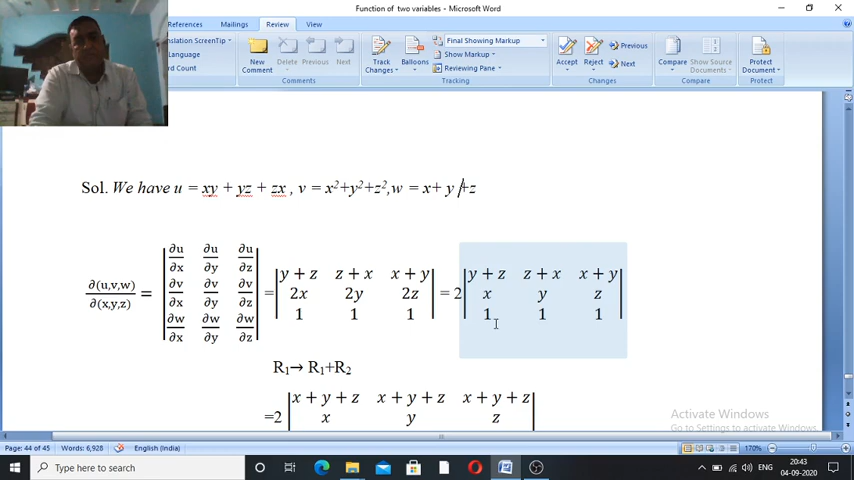 Function of two variables - Microsoft Word
References Mailings Review View
nslation ScreenTip
Language
rd Count
New Comment
Delete
Previous
Next
Comments
Track Changes
Balloons
Final Showing Markup
Show Markup
Reviewing Pane
Tracking
Accept
Reject
Previous
Next
Changes
Compare
Show Source Documents
Compare
Protect Document
Protect
Sol. We have u = xy + yz + zx , v = x²+y²+z²,w = x+ y +z
∂(u,v,w)/∂(x,y,z) = |∂u/∂x ∂u/∂y ∂u/∂z; ∂v/∂x ∂v/∂y ∂v/∂z; ∂w/∂x ∂w/∂y ∂w/∂z| = |y + z z + x x + y; 2x 2y 2z; 1 1 1| = 2 |y + z z + x x + y; x y z; 1 1 1|
R₁→ R₁+R₂
=2 |x + y + z x + y + z x + y + z; x y z
Activate Windows
Go to Settings to activate Windows.
Page: 44 of 45 Words: 6,928 English (India) 170%
Type here to search
ENG
20:43
04-09-2020